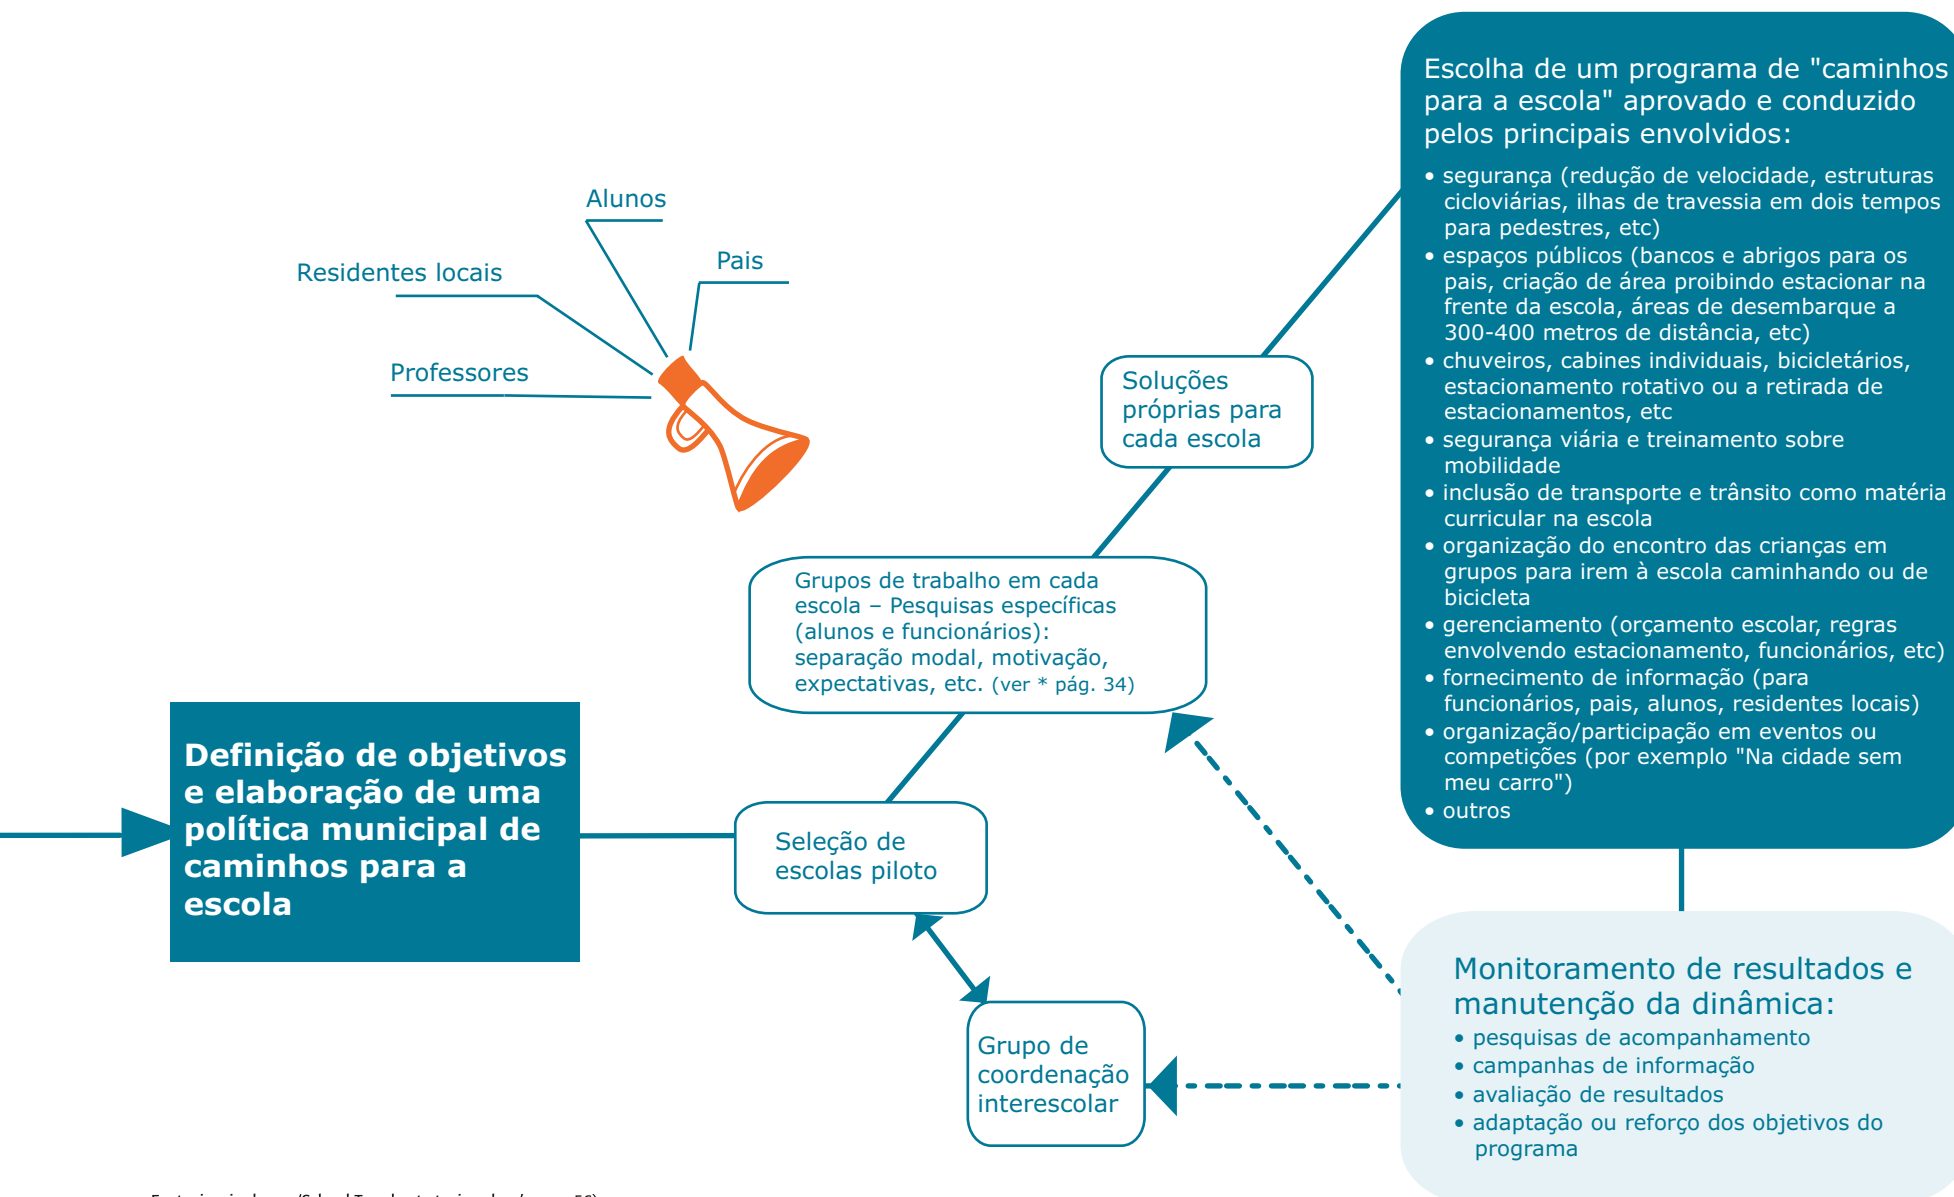 Alunos
Pais
Residentes locais
Professores
Definição de objetivos
e elaboração de uma
política municipal de
caminhos para a
escola
Seleção de
escolas piloto
Grupo de
coordenação
interescolar
Grupos de trabalho em cada
escola – Pesquisas específicas
(alunos e funcionários):
separação modal, motivação,
expectativas, etc. (ver * pág. 34)
Soluções
próprias para
cada escola
Escolha de um programa de "caminhos
para a escola" aprovado e conduzido
pelos principais envolvidos:
• segurança (redução de velocidade, estruturas
cicloviárias, ilhas de travessia em dois tempos
para pedestres, etc)
• espaços públicos (bancos e abrigos para os
pais, criação de área proibindo estacionar na
frente da escola, áreas de desembarque a
300-400 metros de distância, etc)
• chuveiros, cabines individuais, bicicletários,
estacionamento rotativo ou a retirada de
estacionamentos, etc
• segurança viária e treinamento sobre
mobilidade
• inclusão de transporte e trânsito como matéria
curricular na escola
• organização do encontro das crianças em
grupos para irem à escola caminhando ou de
bicicleta
• gerenciamento (orçamento escolar, regras
envolvendo estacionamento, funcionários, etc)
• fornecimento de informação (para
funcionários, pais, alunos, residentes locais)
• organização/participação em eventos ou
competições (por exemplo "Na cidade sem
meu carro")
• outros
Monitoramento de resultados e
manutenção da dinâmica:
• pesquisas de acompanhamento
• campanhas de informação
• avaliação de resultados
• adaptação ou reforço dos objetivos do
programa